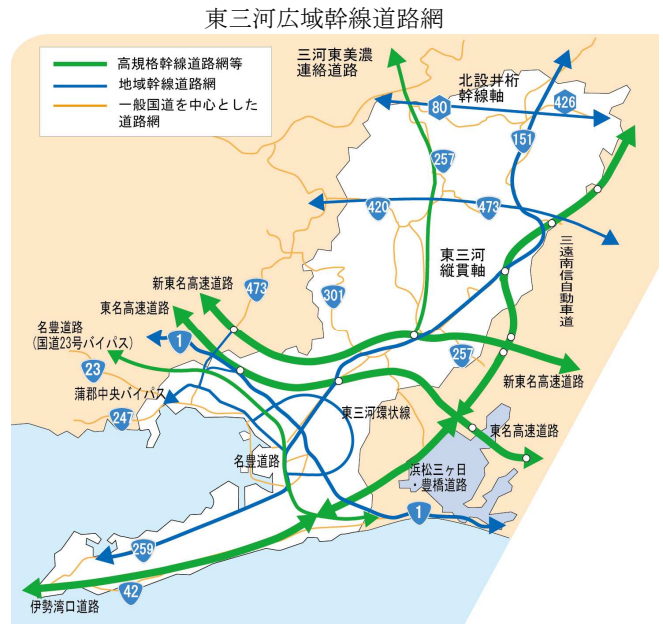 東三河広域幹線道路網
高規格幹線道路網等
地域幹線道路網
一般国道を中心とした
道路網
三河東美濃
連絡道路
北設井桁
幹線軸
80
426
151
257
420
473
東三河
縦貫軸
三遠南信自動車道
新東名高速道路
473
東名高速道路
301
名豊道路
(国道23号バイパス)
1
257
23
新東名高速道路
蒲郡中央バイパス
247
東三河環状線
東名高速道路
名豊道路
浜松三ヶ日
・豊橋道路
1
259
42
伊勢湾口道路